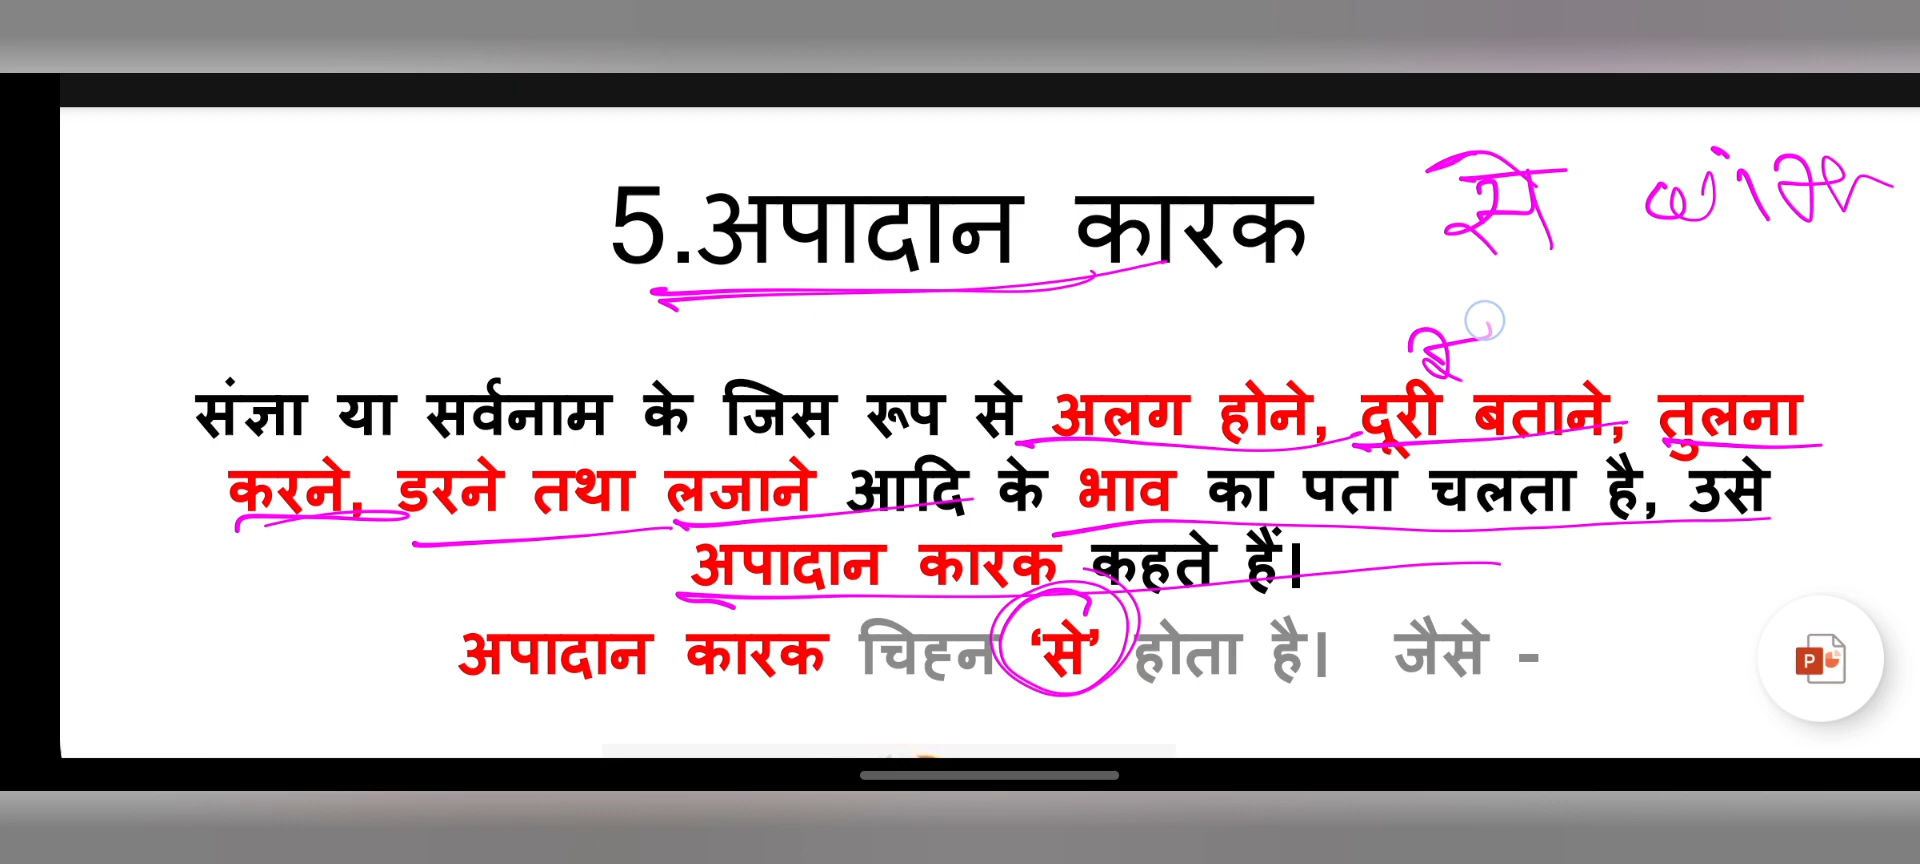 5.अपादान कारक
से
संज्ञा या सर्वनाम के जिस रूप से अलग होने, दूरी बताने, तुलना
करने, डरने तथा लजाने आदि के भाव का पता चलता है, उसे
अपादान कारक कहते हैं।
अपादान कारक चिह्न ‘से’ होता है। जैसे -
P